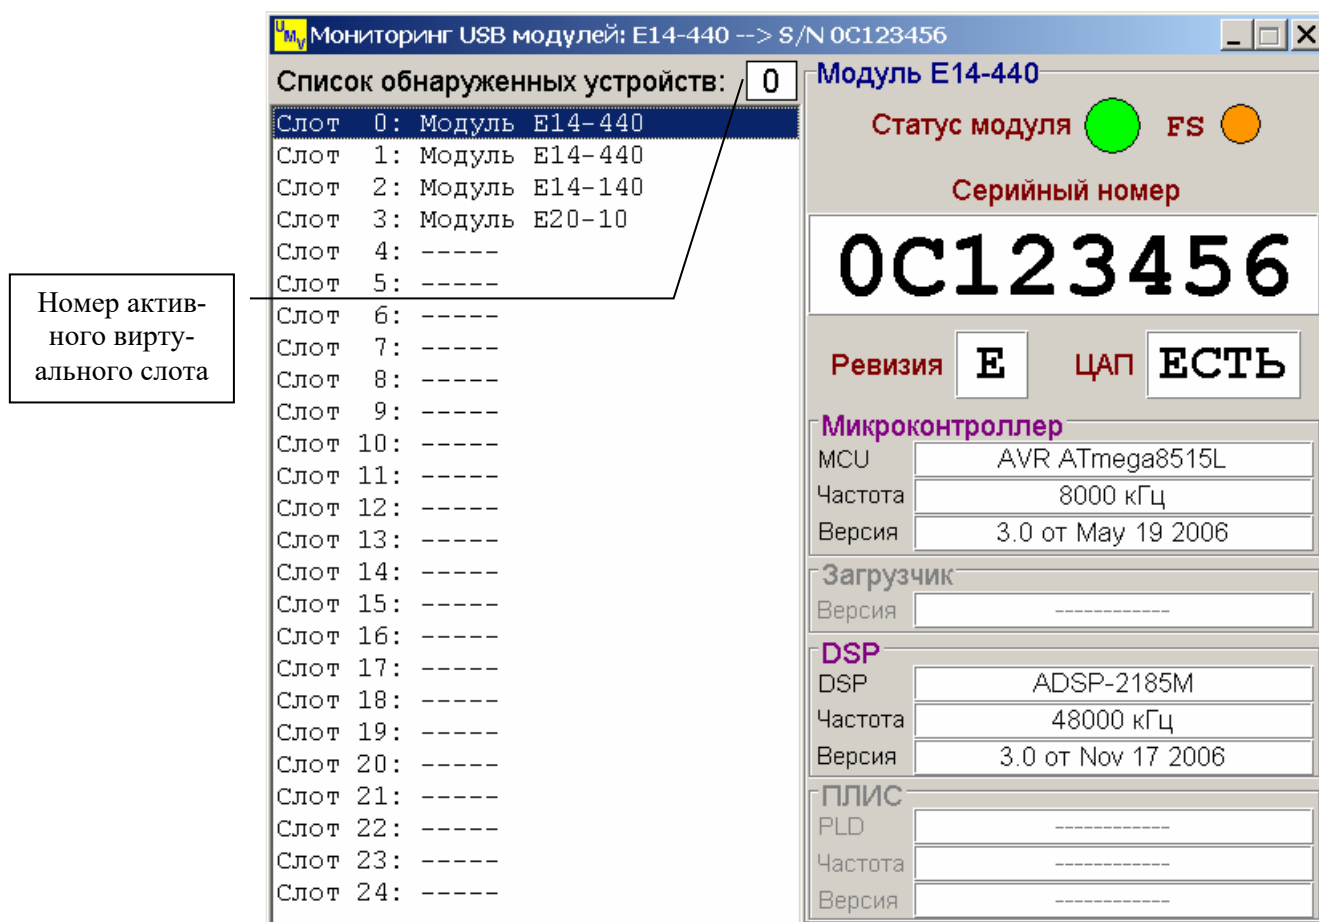 UMV Мониторинг USB модулей: E14-440 --> S/N 0C123456
Список обнаруженных устройств: 0
Слот 0: Модуль E14-440
Слот 1: Модуль E14-440
Слот 2: Модуль E14-140
Слот 3: Модуль E20-10
Слот 4: -----
Слот 5: -----
Слот 6: -----
Слот 7: -----
Слот 8: -----
Слот 9: -----
Слот 10: -----
Слот 11: -----
Слот 12: -----
Слот 13: -----
Слот 14: -----
Слот 15: -----
Слот 16: -----
Слот 17: -----
Слот 18: -----
Слот 19: -----
Слот 20: -----
Слот 21: -----
Слот 22: -----
Слот 23: -----
Слот 24: -----
Номер актив-
ного вирту-
ального слота
Модуль E14-440
Статус модуля FS
Серийный номер
0C123456
Ревизия E ЦАП ЕСТЬ
Микроконтроллер
MCU AVR ATmega8515L
Частота 8000 кГц
Версия 3.0 от May 19 2006
Загрузчик
Версия ------------
DSP
DSP ADSP-2185M
Частота 48000 кГц
Версия 3.0 от Nov 17 2006
ПЛИС
PLD ------------
Частота ------------
Версия ------------